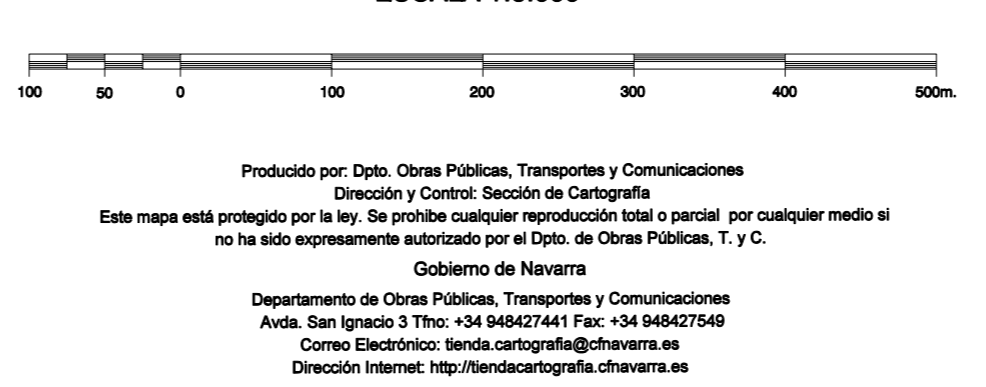 100 50 0 100 200 300 400 500m.
Producido por: Dpto. Obras Públicas, Transportes y Comunicaciones
Dirección y Control: Sección de Cartografía
Este mapa está protegido por la ley. Se prohibe cualquier reproducción total o parcial por cualquier medio si
no ha sido expresamente autorizado por el Dpto. de Obras Públicas, T. y C.
Gobierno de Navarra
Departamento de Obras Públicas, Transportes y Comunicaciones
Avda. San Ignacio 3 Tfno: +34 948427441 Fax: +34 948427549
Correo Electrónico: tienda.cartografia@cfnavarra.es
Dirección Internet: http://tiendacartografia.cfnavarra.es